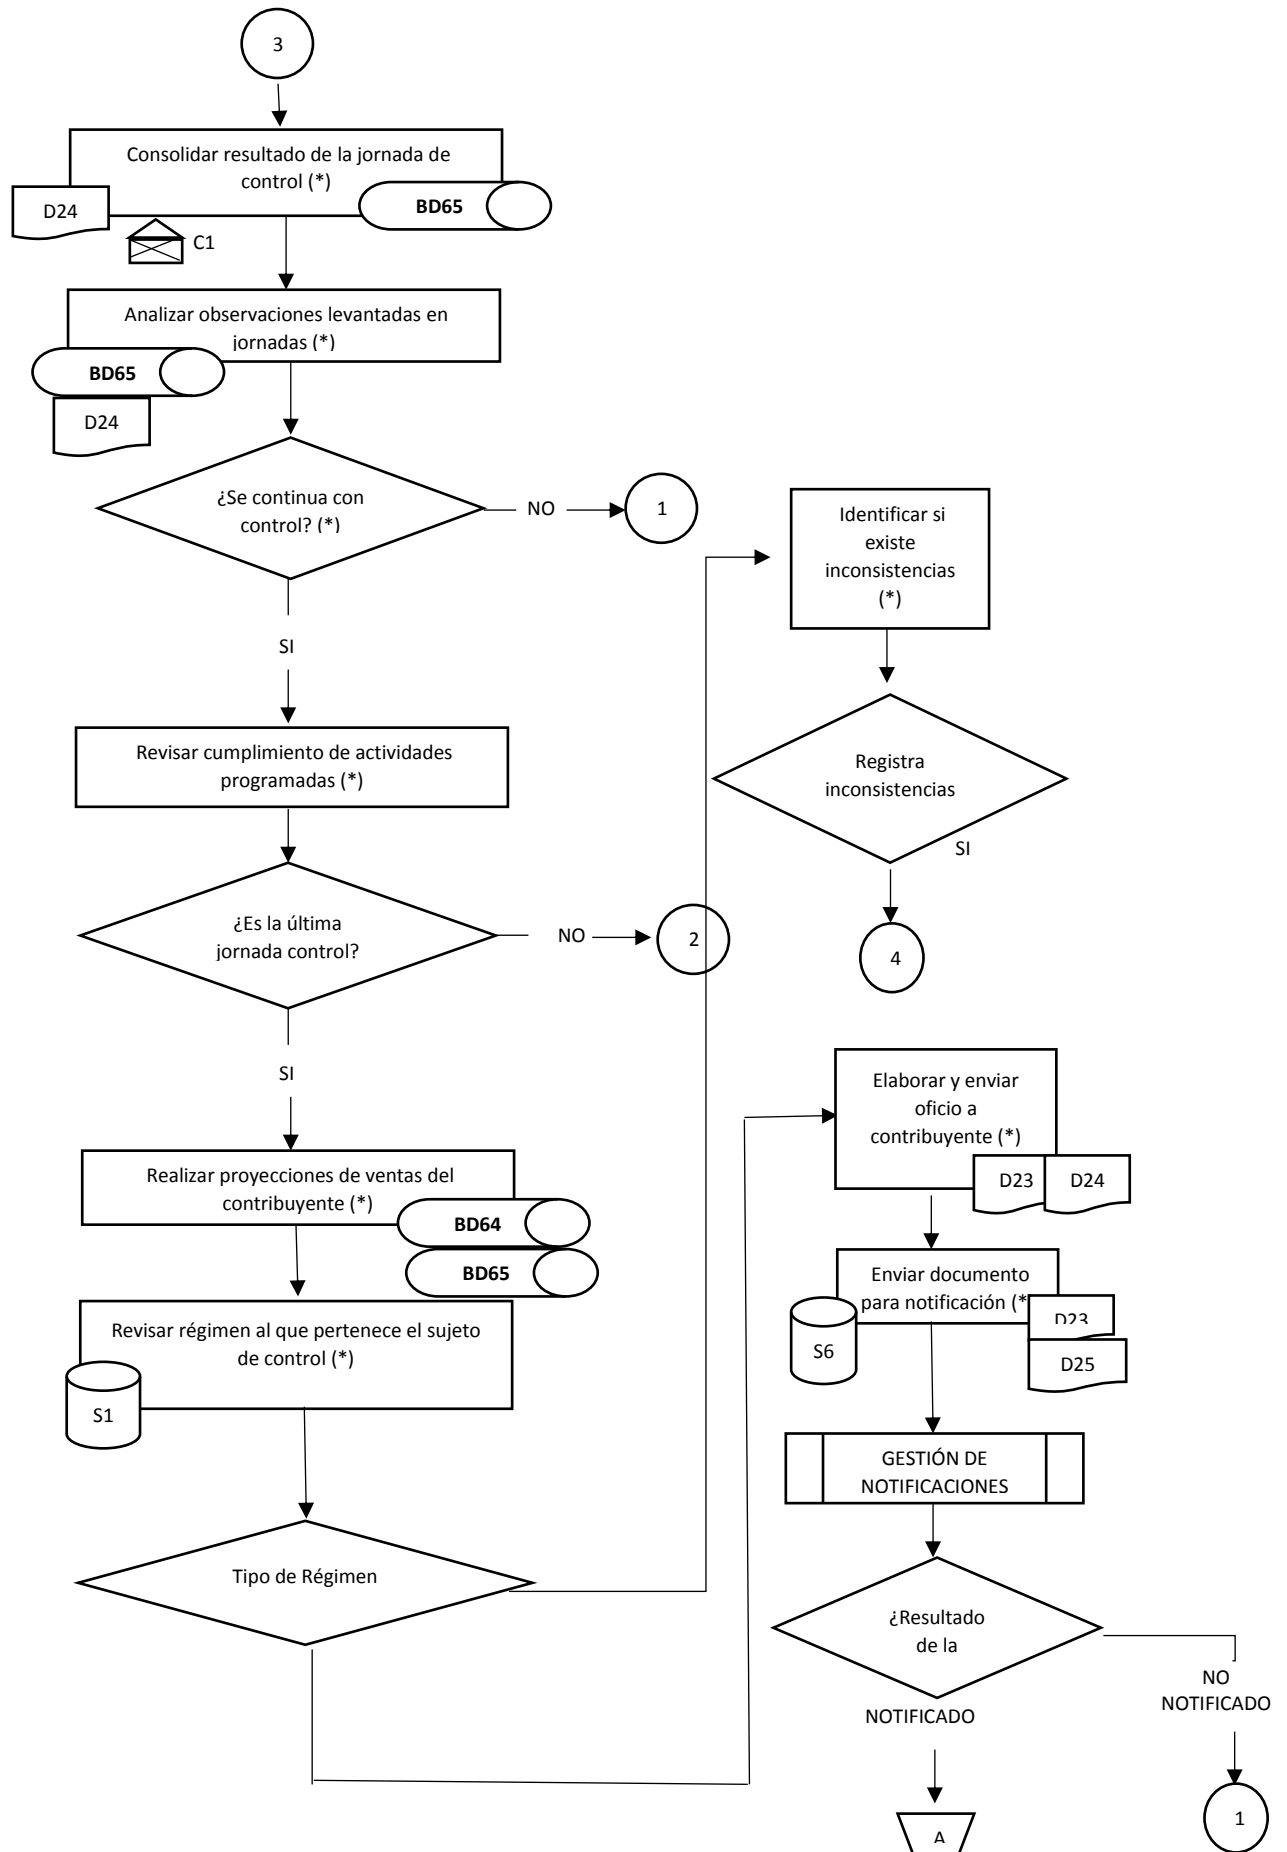 3
Consolidar resultado de la jornada de
control (*)
D24
BD65
C1
Analizar observaciones levantadas en
jornadas (*)
BD65
D24
¿Se continua con
control? (*)
NO
1
SI
Revisar cumplimiento de actividades
programadas (*)
¿Es la última
jornada control?
NO
2
SI
Realizar proyecciones de ventas del
contribuyente (*)
BD64
BD65
Revisar régimen al que pertenece el sujeto
de control (*)
S1
Tipo de Régimen
Identificar si
existe
inconsistencias
(*)
Registra
inconsistencias
SI
4
Elaborar y enviar
oficio a
contribuyente (*)
D23
D24
Enviar documento
para notificación (*
D23
S6
D25
GESTIÓN DE
NOTIFICACIONES
¿Resultado
de la
NO
NOTIFICADO
NOTIFICADO
A
1